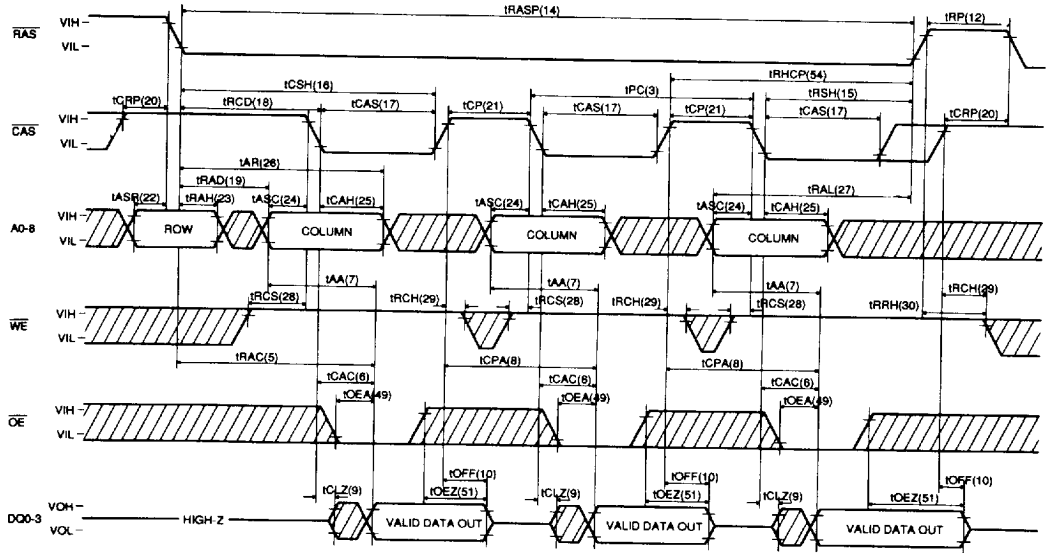 tRASP(14) tRP(12)
RAS VIH VIL
tCSH(16) tRHCP(54)
tCRP(20) tRCD(18) tCAS(17) tCP(21) tPC(3) tCAS(17) tCP(21) tRSH(15) tCAS(17) tCRP(20)
CAS VIH VIL
tAR(26)
tRAD(19) tRAL(27)
tASR(22) tRAH(23) tASC(24) tCAH(25) tASC(24) tCAH(25) tASC(24) tCAH(25)
A0-8 VIH VIL ROW COLUMN COLUMN COLUMN
tAA(7) tAA(7) tAA(7)
tRCS(28) tRCH(29) tRCS(28) tRCH(29) tRCS(28) tRCH(29)
tRRH(30)
WE VIH VIL
tRAC(5) tCPA(8) tCPA(8)
tCAC(6) tCAC(6) tCAC(6)
tOEA(49) tOEA(49) tOEA(49)
OE VIH VIL
tOFF(10) tOFF(10) tOFF(10)
tCLZ(9) tOEZ(51) tCLZ(9) tOEZ(51) tCLZ(9) tOEZ(51)
DQ0-3 VOH VOL HIGH-Z VALID DATA OUT VALID DATA OUT VALID DATA OUT